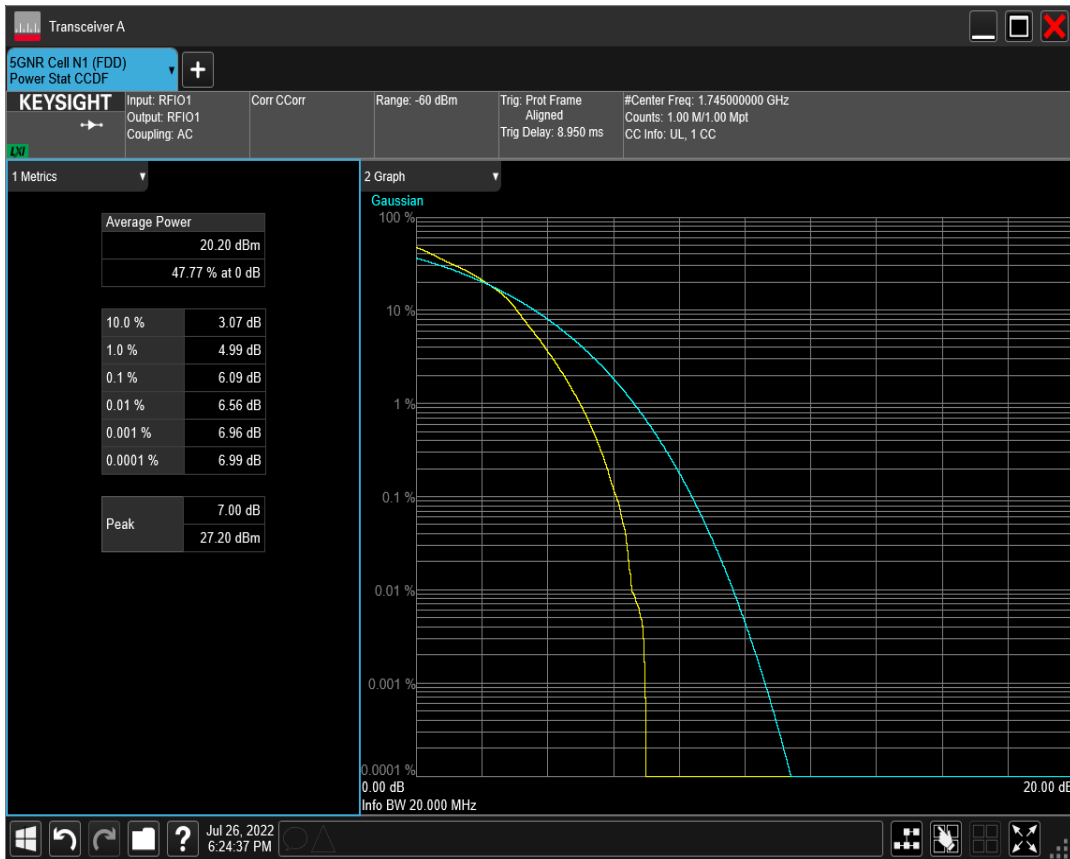 Transceiver A
5GNR Cell N1 (FDD)
Power Stat CCDF
+
KEYSIGHT
LXI
Input: RFIO1
Output: RFIO1
Coupling: AC
Corr CCorr
Range: -60 dBm
Trig: Prot Frame
Aligned
Trig Delay: 8.950 ms
#Center Freq: 1.745000000 GHz
Counts: 1.00 M/1.00 Mpt
CC Info: UL, 1 CC
1 Metrics
Average Power
20.20 dBm
47.77 % at 0 dB
10.0 % 3.07 dB
1.0 % 4.99 dB
0.1 % 6.09 dB
0.01 % 6.56 dB
0.001 % 6.96 dB
0.0001 % 6.99 dB
Peak
7.00 dB
27.20 dBm
2 Graph
Gaussian
100 %
10 %
1 %
0.1 %
0.01 %
0.001 %
0.0001 %
0.00 dB 20.00 dB
Info BW 20.000 MHz
?
Jul 26, 2022
6:24:37 PM